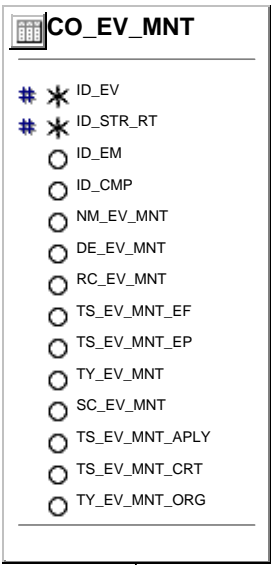 CO_EV_MNT
# * ID_EV
# * ID_STR_RT
ID_EM
ID_CMP
NM_EV_MNT
DE_EV_MNT
RC_EV_MNT
TS_EV_MNT_EF
TS_EV_MNT_EP
TY_EV_MNT
SC_EV_MNT
TS_EV_MNT_APLY
TS_EV_MNT_CRT
TY_EV_MNT_ORG